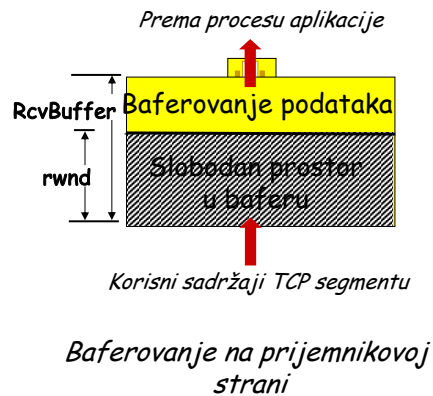 Prema procesu aplikacije
RcvBuffer
Baferovanje podataka
rwnd
Slobodan prostor
u baferu
Korisni sadržaji TCP segmentu
Baferovanje na prijemnikovoj
strani